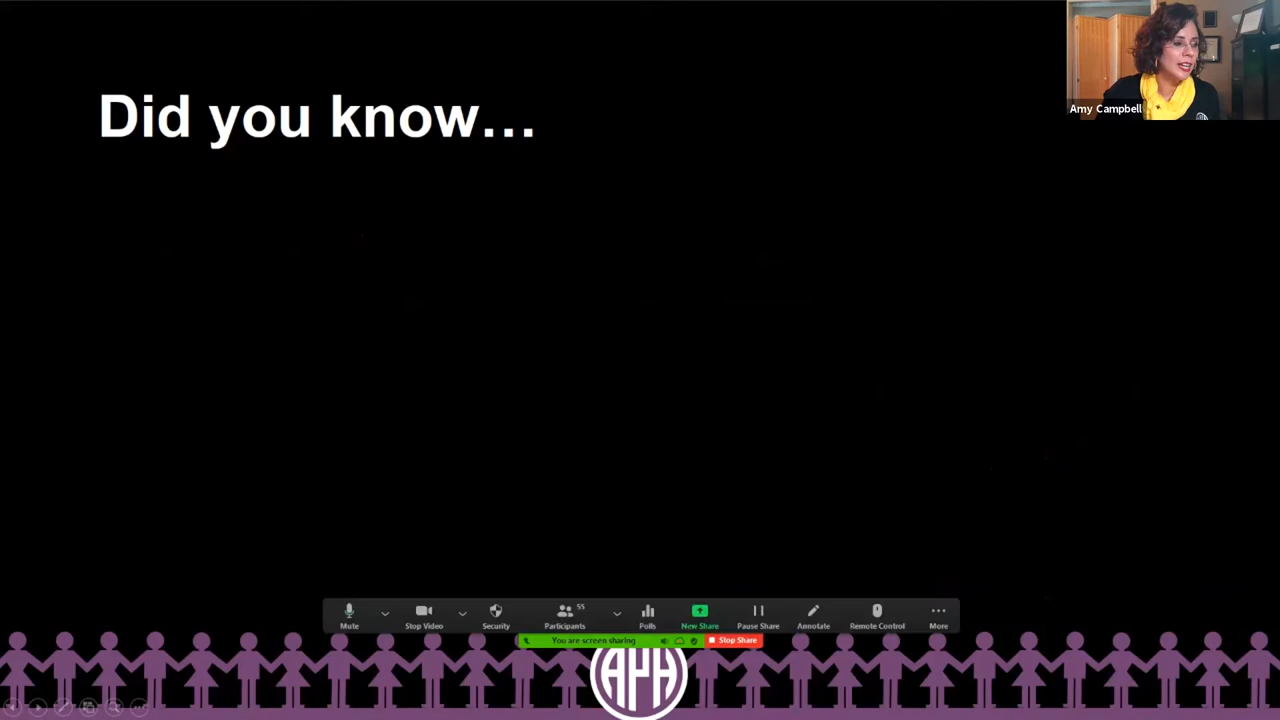 Did you know...
Amy Campbell
55
Mute
Stop Video
Security
Participants
Polls
New Share
Pause Share
Annotate
Remote Control
More
You are screen sharing
Stop Share
APH